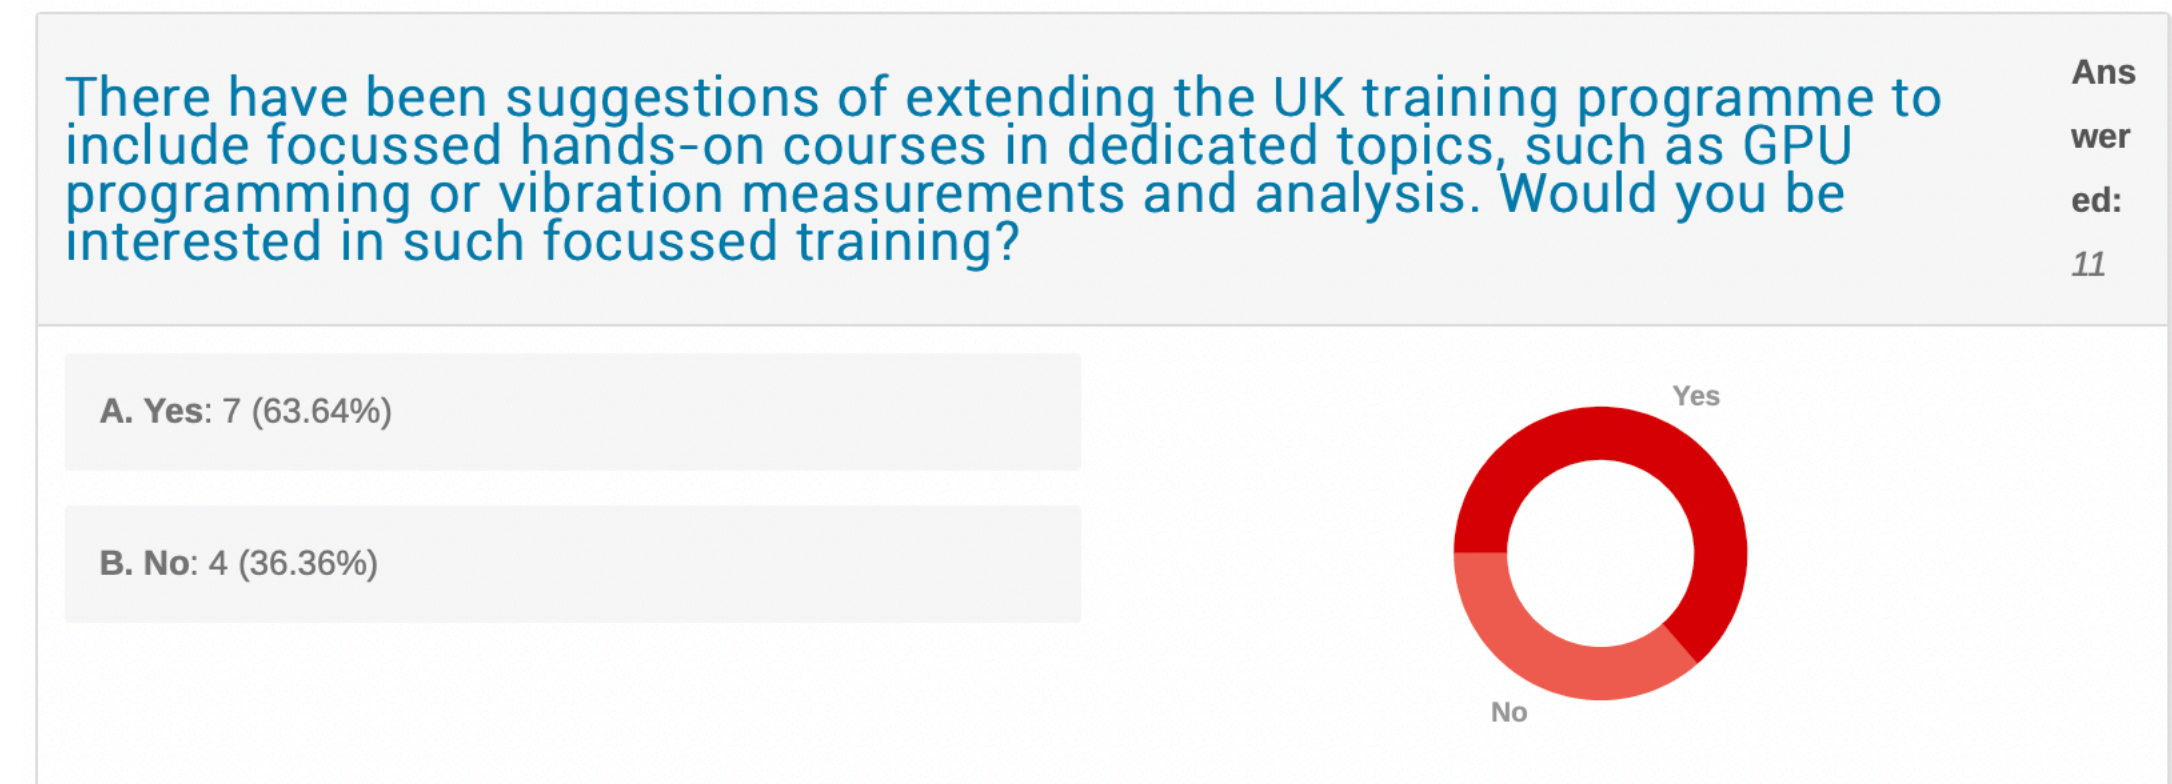 There have been suggestions of extending the UK training programme to
include focussed hands-on courses in dedicated topics, such as GPU
programming or vibration measurements and analysis. Would you be
interested in such focussed training?
Ans
wer
ed:
11
A. Yes: 7 (63.64%)
B. No: 4 (36.36%)
Yes
No